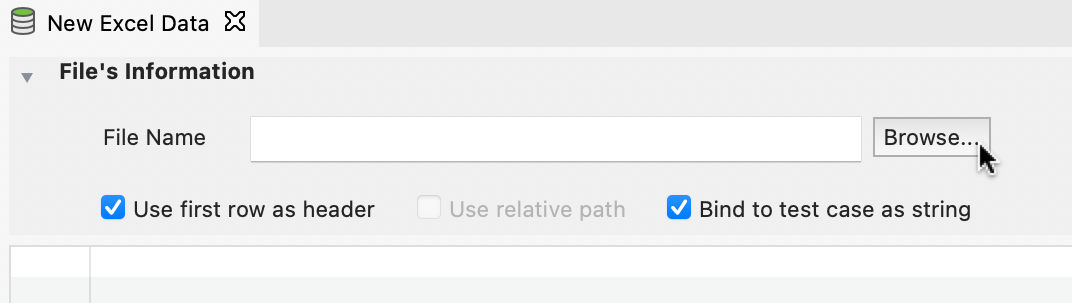 New Excel Data
File's Information
File Name Browse...
Use first row as header Use relative path Bind to test case as string